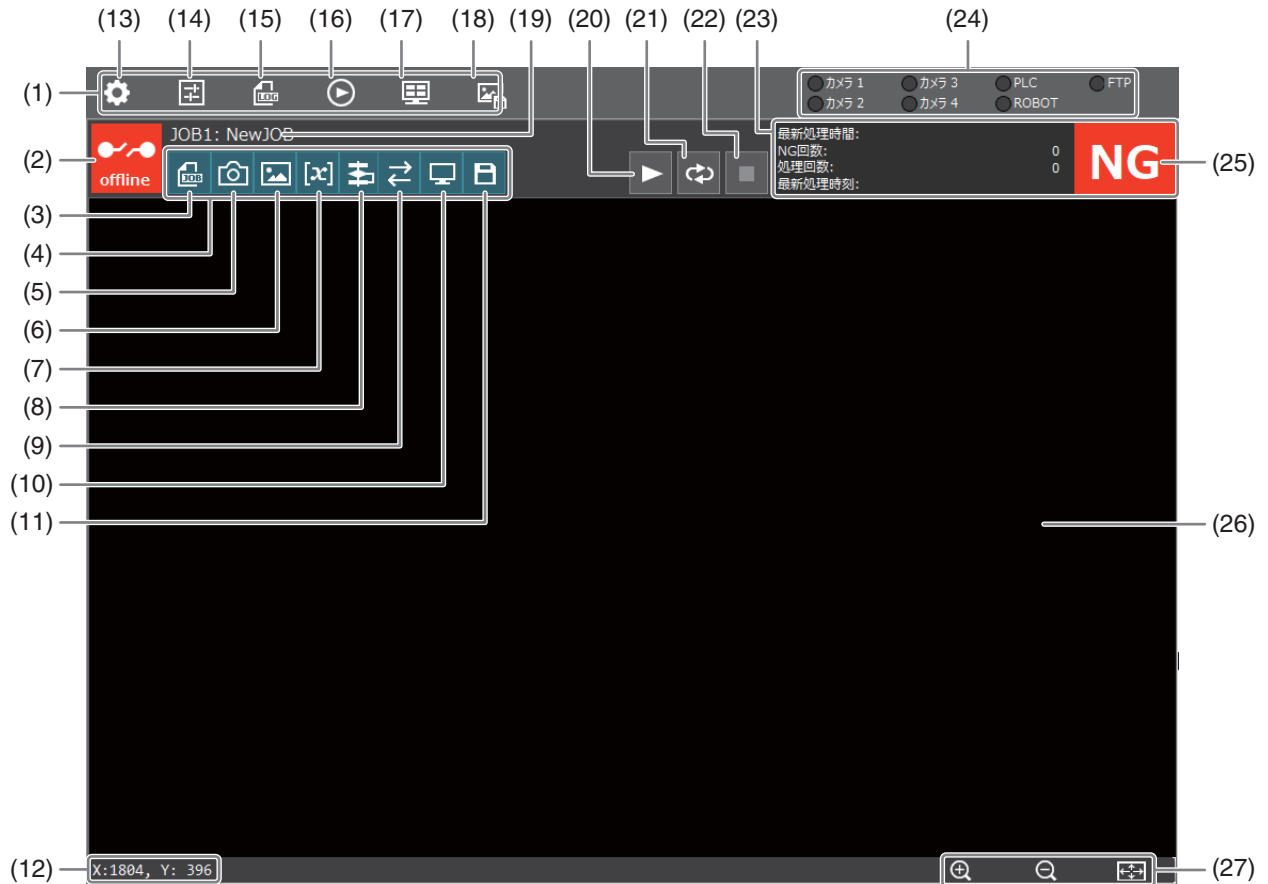 (13) (14) (15) (16) (17) (18) (19) (20) (21) (22) (23) (24)
(1)
LOG
カメラ 1 カメラ 3 PLC FTP
カメラ 2 カメラ 4 ROBOT
(2)
offline
JOB1: NewJOB
JOB
[x]
最新処理時間:
NG回数: 0
処理回数: 0
最新処理時刻:
NG
(25)
(3)
(4)
(5)
(6)
(7)
(8)
(9)
(10)
(11)
(26)
(12)
X:1804, Y: 396
(27)